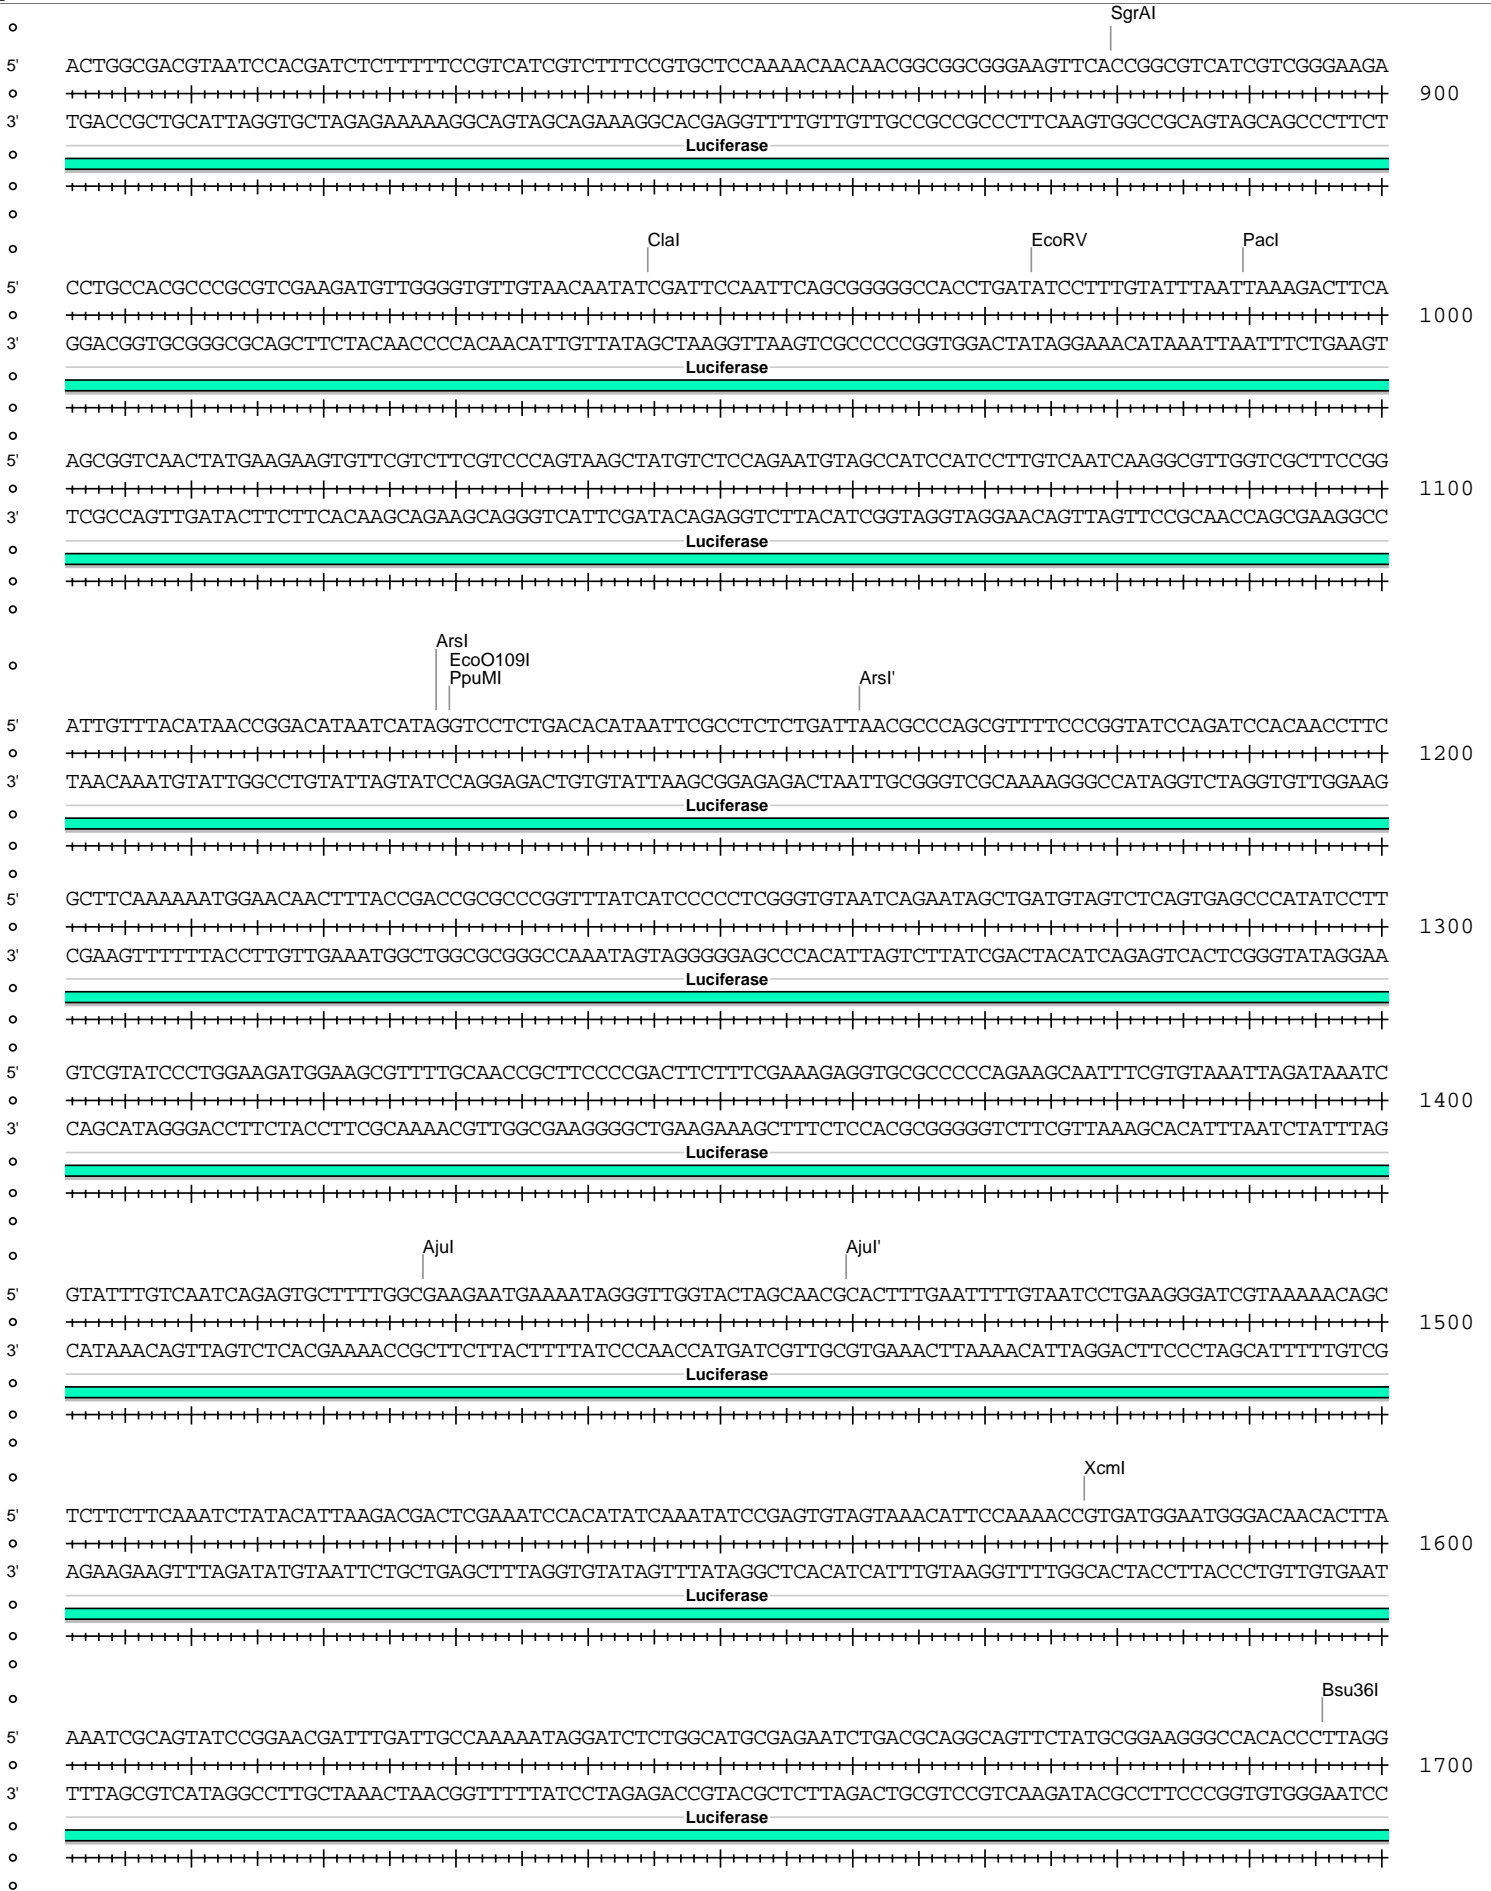 SgrAI
5' ACTGGCGACGTAATCCACGATCTCTTTTTCCGTCATCGTCTTTCCGTGCTCCAAAACAACAACGGCGGCGGGAAGTTCACCGGCGTCATCGTCGGGAAGA
900
3' TGACCGCTGCATTAGGTGCTAGAGAAAAAGGCAGTAGCAGAAAGGCACGAGGTTTTGTTGTTGCCGCCGCCCTTCAAGTGGCCGCAGTAGCAGCCCTTCT
Luciferase
ClaI EcoRV PacI
5' CCTGCCACGCCCGCGTCGAAGATGTTGGGGTGTTGTAACAATATCGATTCCAATTCAGCGGGGGCCACCTGATATCCTTTGTATTTAATTAAAGACTTCA
1000
3' GGACGGTGCGGGCGCAGCTTCTACAACCCCACAACATTGTTATAGCTAAGGTTAAGTCGCCCCCGGTGGACTATAGGAAACATAAATTAATTTCTGAAGT
Luciferase
5' AGCGGTCAACTATGAAGAAGTGTTCGTCTTCGTCCCAGTAAGCTATGTCTCCAGAATGTAGCCATCCATCCTTGTCAATCAAGGCGTTGGTCGCTTCCGG
1100
3' TCGCCAGTTGATACTTCTTCACAAGCAGAAGCAGGGTCATTCGATACAGAGGTCTTACATCGGTAGGTAGGAACAGTTAGTTCCGCAACCAGCGAAGGCC
Luciferase
ArsI
EcoO109I
PpuMI ArsI'
5' ATTGTTTACATAACCGGACATAATCATAGGTCCTCTGACACATAATTCGCCTCTCTGATTAACGCCCAGCGTTTTCCCGGTATCCAGATCCACAACCTTC
1200
3' TAACAAATGTATTGGCCTGTATTAGTATCCAGGAGACTGTGTATTAAGCGGAGAGACTAATTGCGGGTCGCAAAAGGGCCATAGGTCTAGGTGTTGGAAG
Luciferase
5' GCTTCAAAAAATGGAACAACTTTACCGACCGCGCCCGGTTTATCATCCCCCTCGGGTGTAATCAGAATAGCTGATGTAGTCTCAGTGAGCCCATATCCTT
1300
3' CGAAGTTTTTTACCTTGTTGAAATGGCTGGCGCGGGCCAAATAGTAGGGGGAGCCCACATTAGTCTTATCGACTACATCAGAGTCACTCGGGTATAGGAA
Luciferase
5' GTCGTATCCCTGGAAGATGGAAGCGTTTTGCAACCGCTTCCCCGACTTCTTTCGAAAGAGGTGCGCCCCCAGAAGCAATTTCGTGTAAATTAGATAAATC
1400
3' CAGCATAGGGACCTTCTACCTTCGCAAAACGTTGGCGAAGGGGCTGAAGAAAGCTTTCTCCACGCGGGGGTCTTCGTTAAAGCACATTTAATCTATTTAG
Luciferase
AjuI AjuI'
5' GTATTTGTCAATCAGAGTGCTTTTGGCGAAGAATGAAAATAGGGTTGGTACTAGCAACGCACTTTGAATTTTGTAATCCTGAAGGGATCGTAAAAACAGC
1500
3' CATAAACAGTTAGTCTCACGAAAACCGCTTCTTACTTTTATCCCAACCATGATCGTTGCGTGAAACTTAAAACATTAGGACTTCCCTAGCATTTTTGTCG
Luciferase
XcmI
5' TCTTCTTCAAATCTATACATTAAGACGACTCGAAATCCACATATCAAATATCCGAGTGTAGTAAACATTCCAAAACCGTGATGGAATGGGACAACACTTA
1600
3' AGAAGAAGTTTAGATATGTAATTCTGCTGAGCTTTAGGTGTATAGTTTATAGGCTCACATCATTTGTAAGGTTTTGGCACTACCTTACCCTGTTGTGAAT
Luciferase
Bsu36I
5' AAATCGCAGTATCCGGAACGATTTGATTGCCAAAAATAGGATCTCTGGCATGCGAGAATCTGACGCAGGCAGTTCTATGCGGAAGGGCCACACCCTTAGG
1700
3' TTTAGCGTCATAGGCCTTGCTAAACTAACGGTTTTTATCCTAGAGACCGTACGCTCTTAGACTGCGTCCGTCAAGATACGCCTTCCCGGTGTGGGAATCC
Luciferase